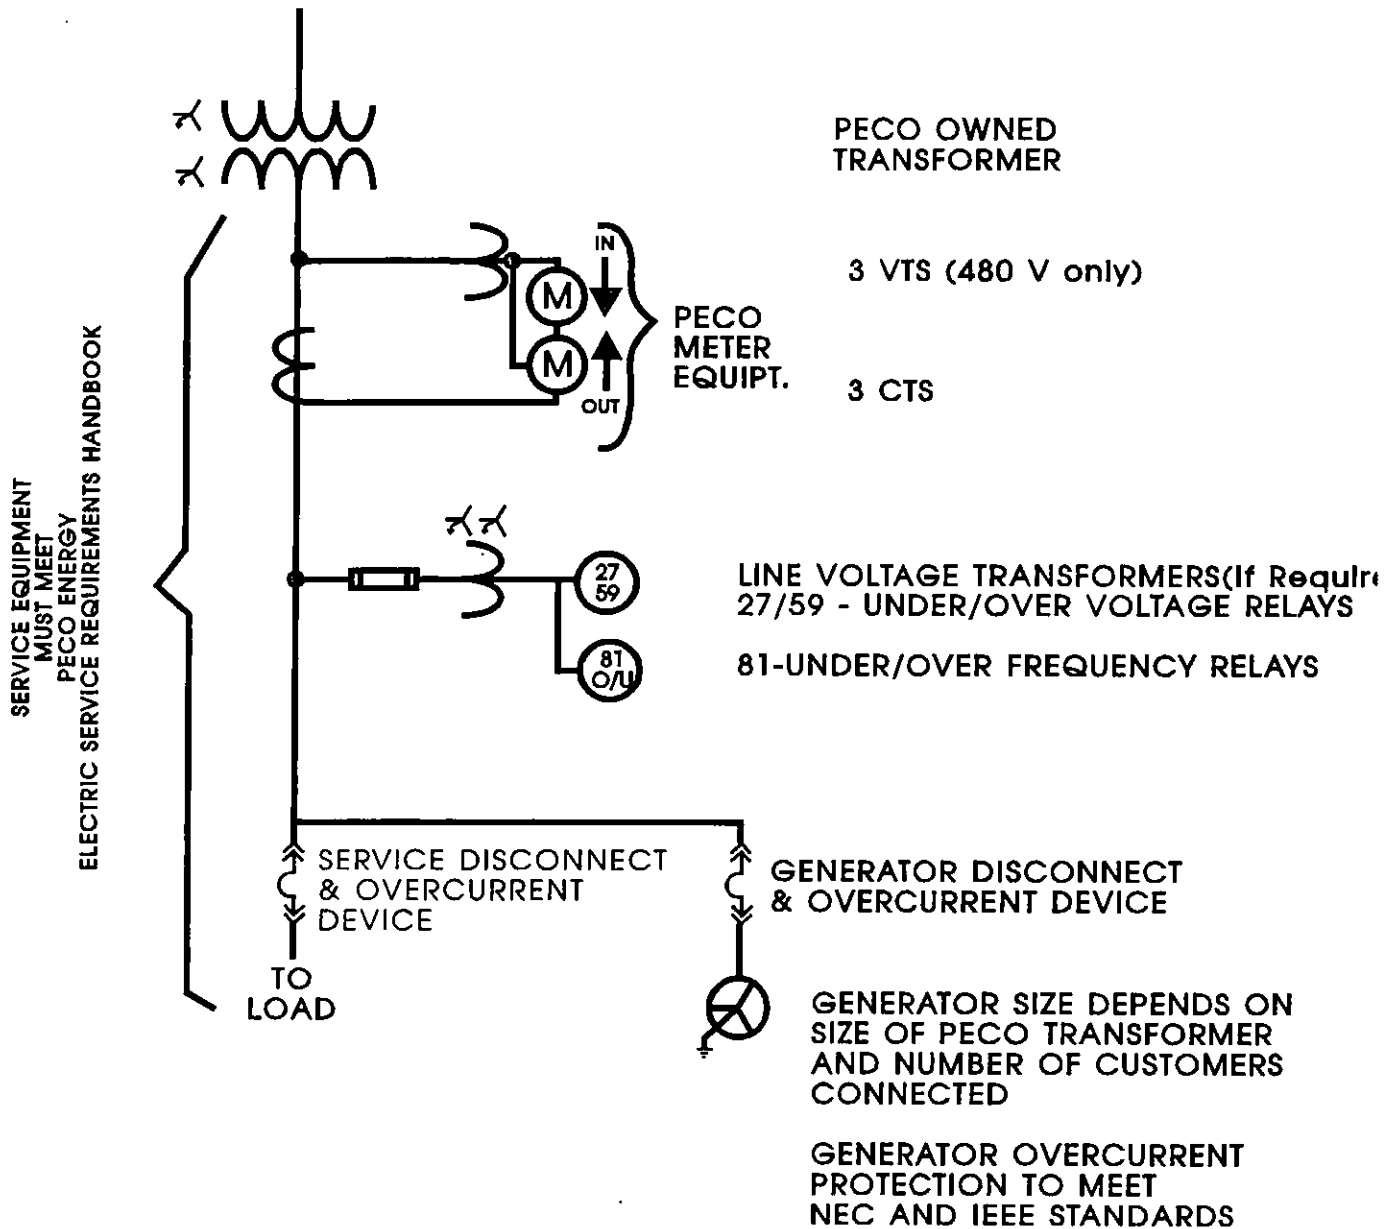 PECO OWNED
TRANSFORMER
IN
3 VTS (480 V only)
M
PECO
METER
EQUIPT.
M
OUT
3 CTS
SERVICE EQUIPMENT
MUST MEET
PECO ENERGY
ELECTRIC SERVICE REQUIREMENTS HANDBOOK
27
59
LINE VOLTAGE TRANSFORMERS(If Require
27/59 - UNDER/OVER VOLTAGE RELAYS
81
O/U
81-UNDER/OVER FREQUENCY RELAYS
SERVICE DISCONNECT
& OVERCURRENT
DEVICE
GENERATOR DISCONNECT
& OVERCURRENT DEVICE
TO
LOAD
GENERATOR SIZE DEPENDS ON
SIZE OF PECO TRANSFORMER
AND NUMBER OF CUSTOMERS
CONNECTED
GENERATOR OVERCURRENT
PROTECTION TO MEET
NEC AND IEEE STANDARDS